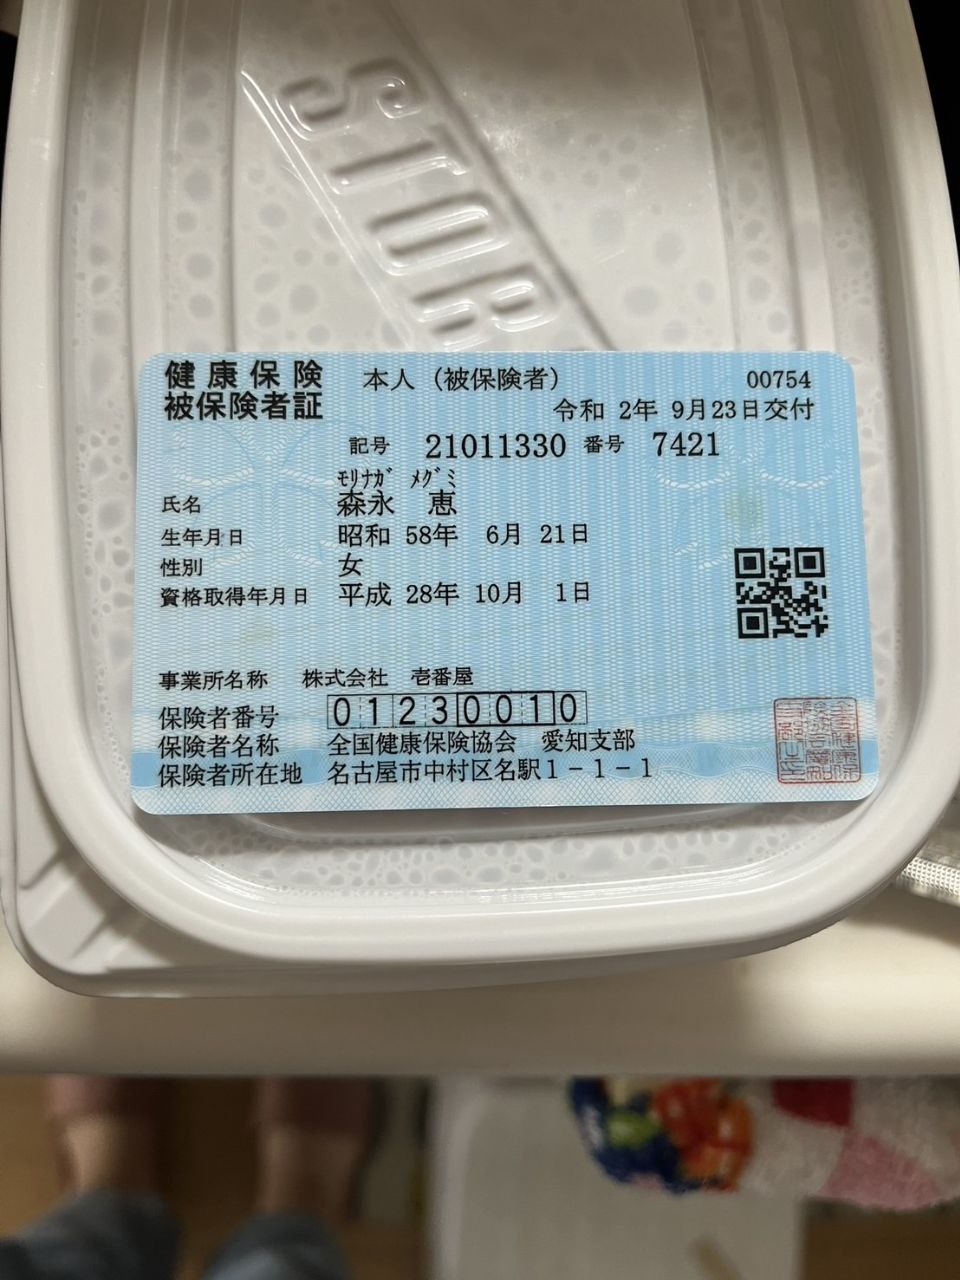 STOR
健康保険
被保険者証
本人（被保険者）
00754
令和 2年 9月23日交付
記号 21011330 番号 7421
ﾓﾘﾅｶﾞ ﾒｸﾞﾐ
氏名 森永 恵
生年月日 昭和 58年 6月 21日
性別 女
資格取得年月日 平成 28年 10月 1日
事業所名称 株式会社 壱番屋
保険者番号 01230010
保険者名称 全国健康保険協会 愛知支部
保険者所在地 名古屋市中村区名駅1－1－1